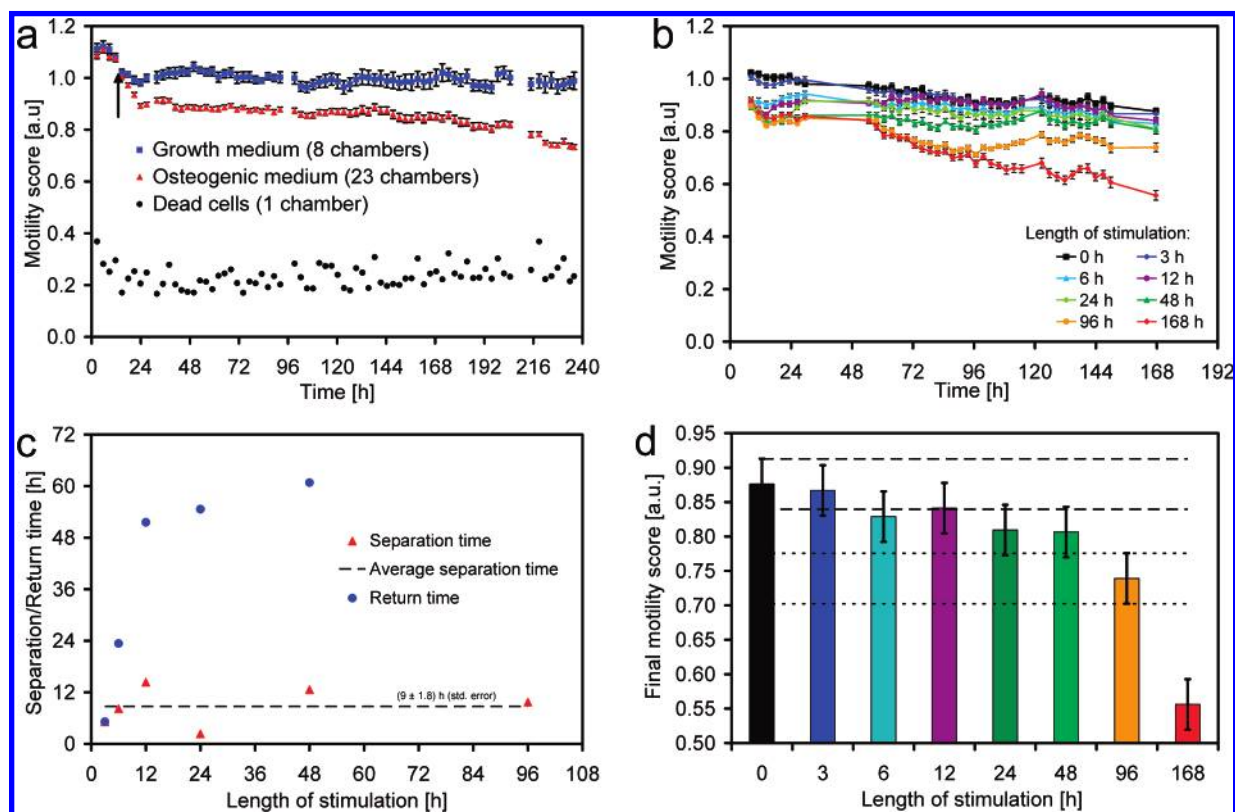 a
1.2
1.0
0.8
0.6
0.4
0.2
0.0
Motility score [a.u]
Growth medium (8 chambers)
Osteogenic medium (23 chambers)
Dead cells (1 chamber)
0 24 48 72 96 120 144 168 192 216 240
Time [h]
b
1.2
1.0
0.8
0.6
0.4
0.2
0.0
Motility score [a.u]
Length of stimulation:
0 h 3 h
6 h 12 h
24 h 48 h
96 h 168 h
0 24 48 72 96 120 144 168 192
Time [h]
c
72
60
48
36
24
12
0
Separation/Return time [h]
Separation time
Average separation time
Return time
(9 ± 1.8) h (std. error)
0 12 24 36 48 60 72 84 96 108
Length of stimulation [h]
d
0.95
0.90
0.85
0.80
0.75
0.70
0.65
0.60
0.55
0.50
Final motility score [a.u.]
0 3 6 12 24 48 96 168
Length of stimulation [h]